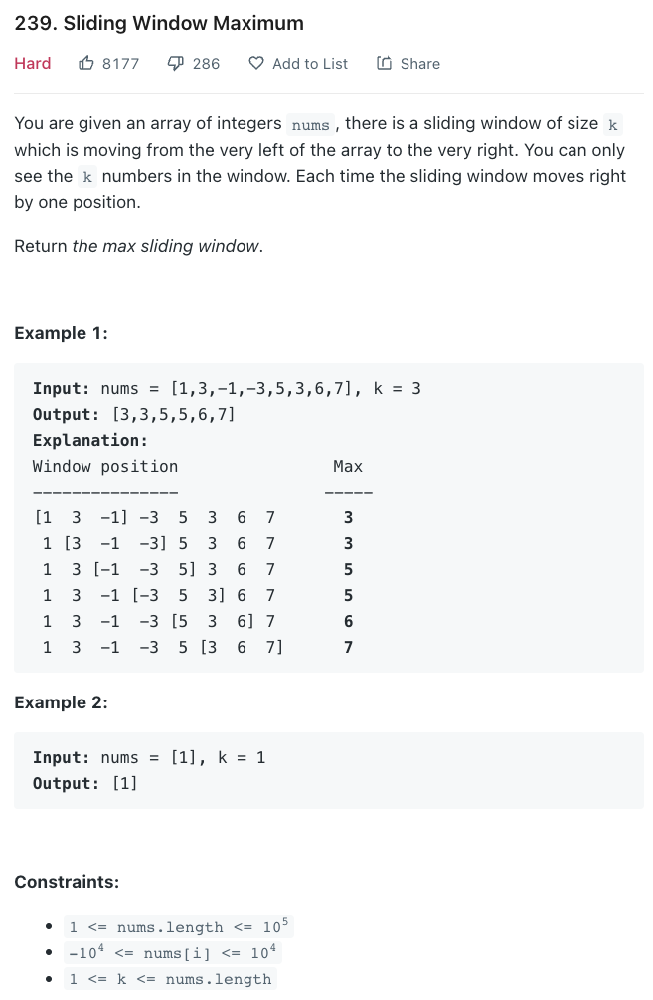 239. Sliding Window Maximum
Hard 8177 286 Add to List Share
You are given an array of integers nums , there is a sliding window of size k
which is moving from the very left of the array to the very right. You can only
see the k numbers in the window. Each time the sliding window moves right
by one position.
Return the max sliding window.
Example 1:
Input: nums = [1,3,-1,-3,5,3,6,7], k = 3
Output: [3,3,5,5,6,7]
Explanation:
Window position                Max
---------------               -----
[1  3  -1] -3  5  3  6  7       3
 1 [3  -1  -3] 5  3  6  7       3
 1  3 [-1  -3  5] 3  6  7       5
 1  3  -1 [-3  5  3] 6  7       5
 1  3  -1  -3 [5  3  6] 7       6
 1  3  -1  -3  5 [3  6  7]      7
Example 2:
Input: nums = [1], k = 1
Output: [1]
Constraints:
• 1 <= nums.length <= 10⁵
• -10⁴ <= nums[i] <= 10⁴
• 1 <= k <= nums.length